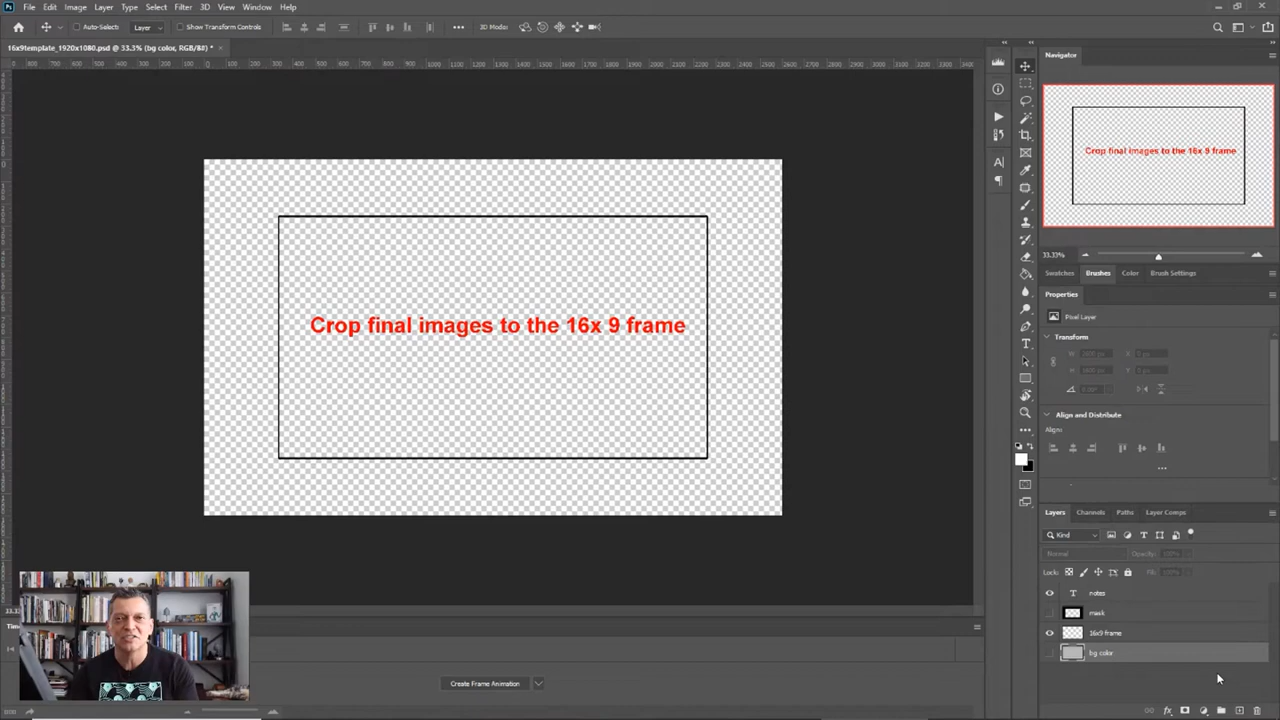 File Edit Image Layer Type Select Filter 3D View Window Help
Auto-Select: Layer Show Transform Controls 3D Mode:
16x9template_1920x1080.psd @ 33.3% (bg color, RGB/8#) *
Navigator
Crop final images to the 16x 9 frame
33.33%
Swatches Brushes Color Brush Settings
Properties
Pixel Layer
Transform
Crop final images to the 16x 9 frame
Align and Distribute
Align:
Layers Channels Paths Layer Comps
Kind
Normal Opacity: 100%
Lock: Fill: 100%
notes
mask
16x9 frame
bg color
Create Frame Animation